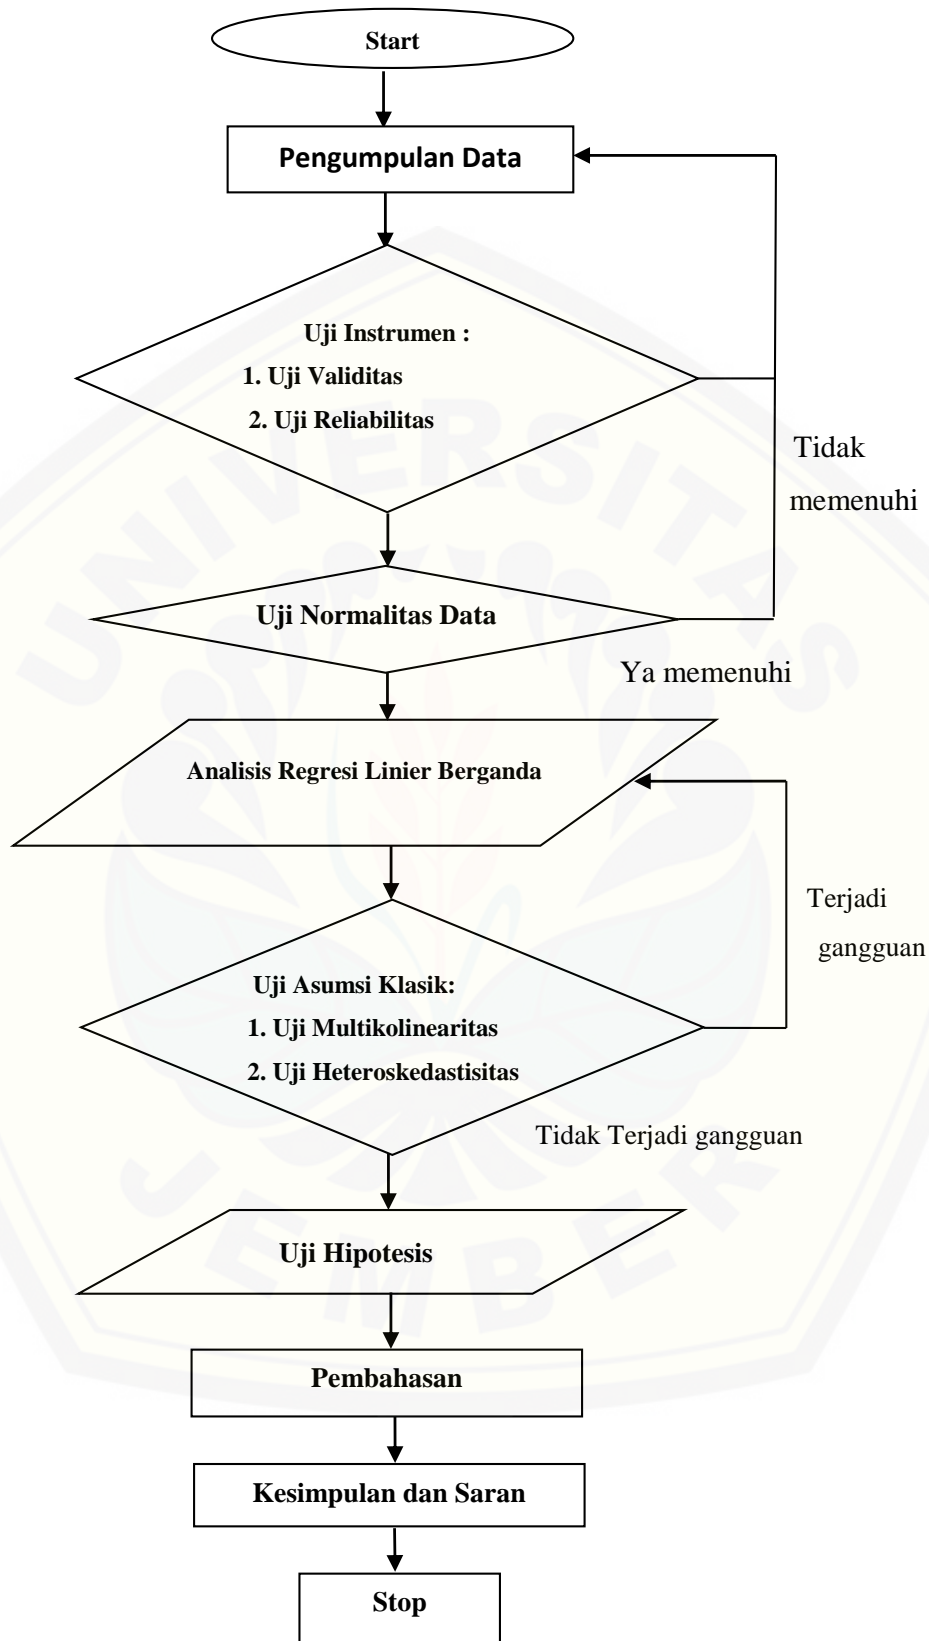 Start
Pengumpulan Data
Uji Instrumen :
1. Uji Validitas
2. Uji Reliabilitas
Tidak
memenuhi
Uji Normalitas Data
Ya memenuhi
Analisis Regresi Linier Berganda
Terjadi
gangguan
Uji Asumsi Klasik:
1. Uji Multikolinearitas
2. Uji Heteroskedastisitas
Tidak Terjadi gangguan
Uji Hipotesis
Pembahasan
Kesimpulan dan Saran
Stop
UNIVERSITAS
JEMBER